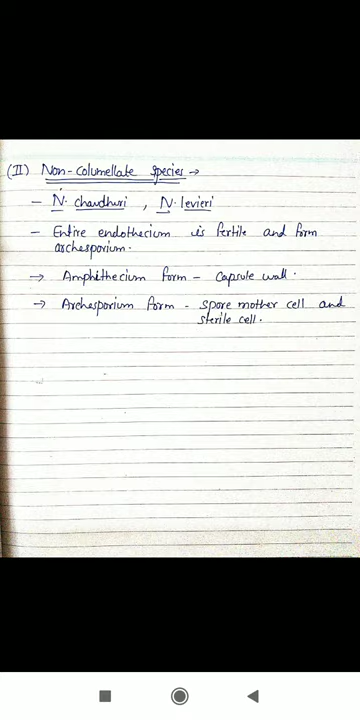 (II) Non-Columellate Species →
- N. chaudhuri , N. levieri
- Entire endothecium is fertile and form
archesporium.
→ Amphithecium form - capsule wall.
→ Archesporium form - spore mother cell and
sterile cell.